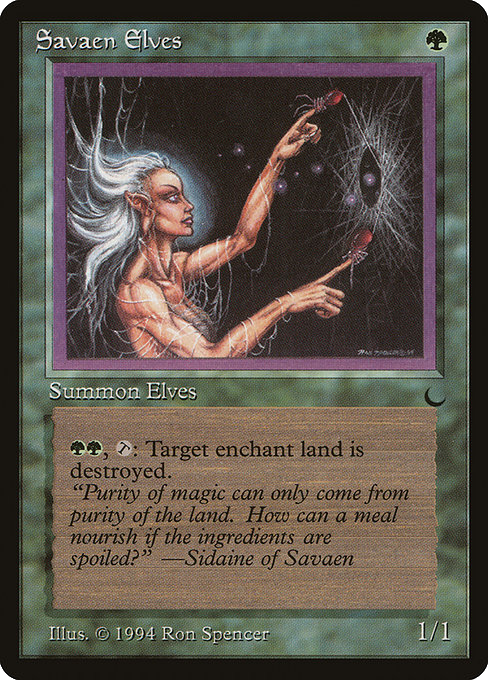 Savaen Elves
Summon Elves
, : Target enchant land is
destroyed.
“Purity of magic can only come from
purity of the land. How can a meal
nourish if the ingredients are
spoiled?” —Sidaine of Savaen
Illus. © 1994 Ron Spencer
1/1